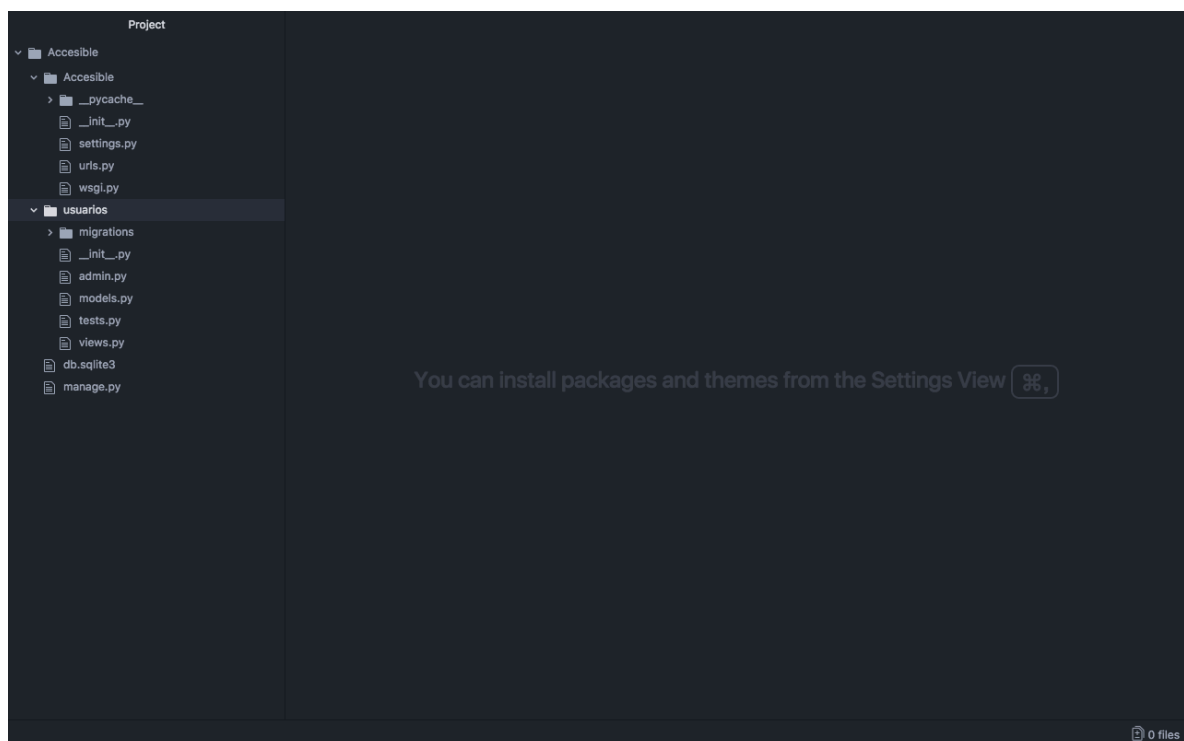 Project
Accesible
Accesible
__pycache__
__init__.py
settings.py
urls.py
wsgi.py
usuarios
migrations
__init__.py
admin.py
models.py
tests.py
views.py
db.sqlite3
manage.py
You can install packages and themes from the Settings View ⌘,
0 files